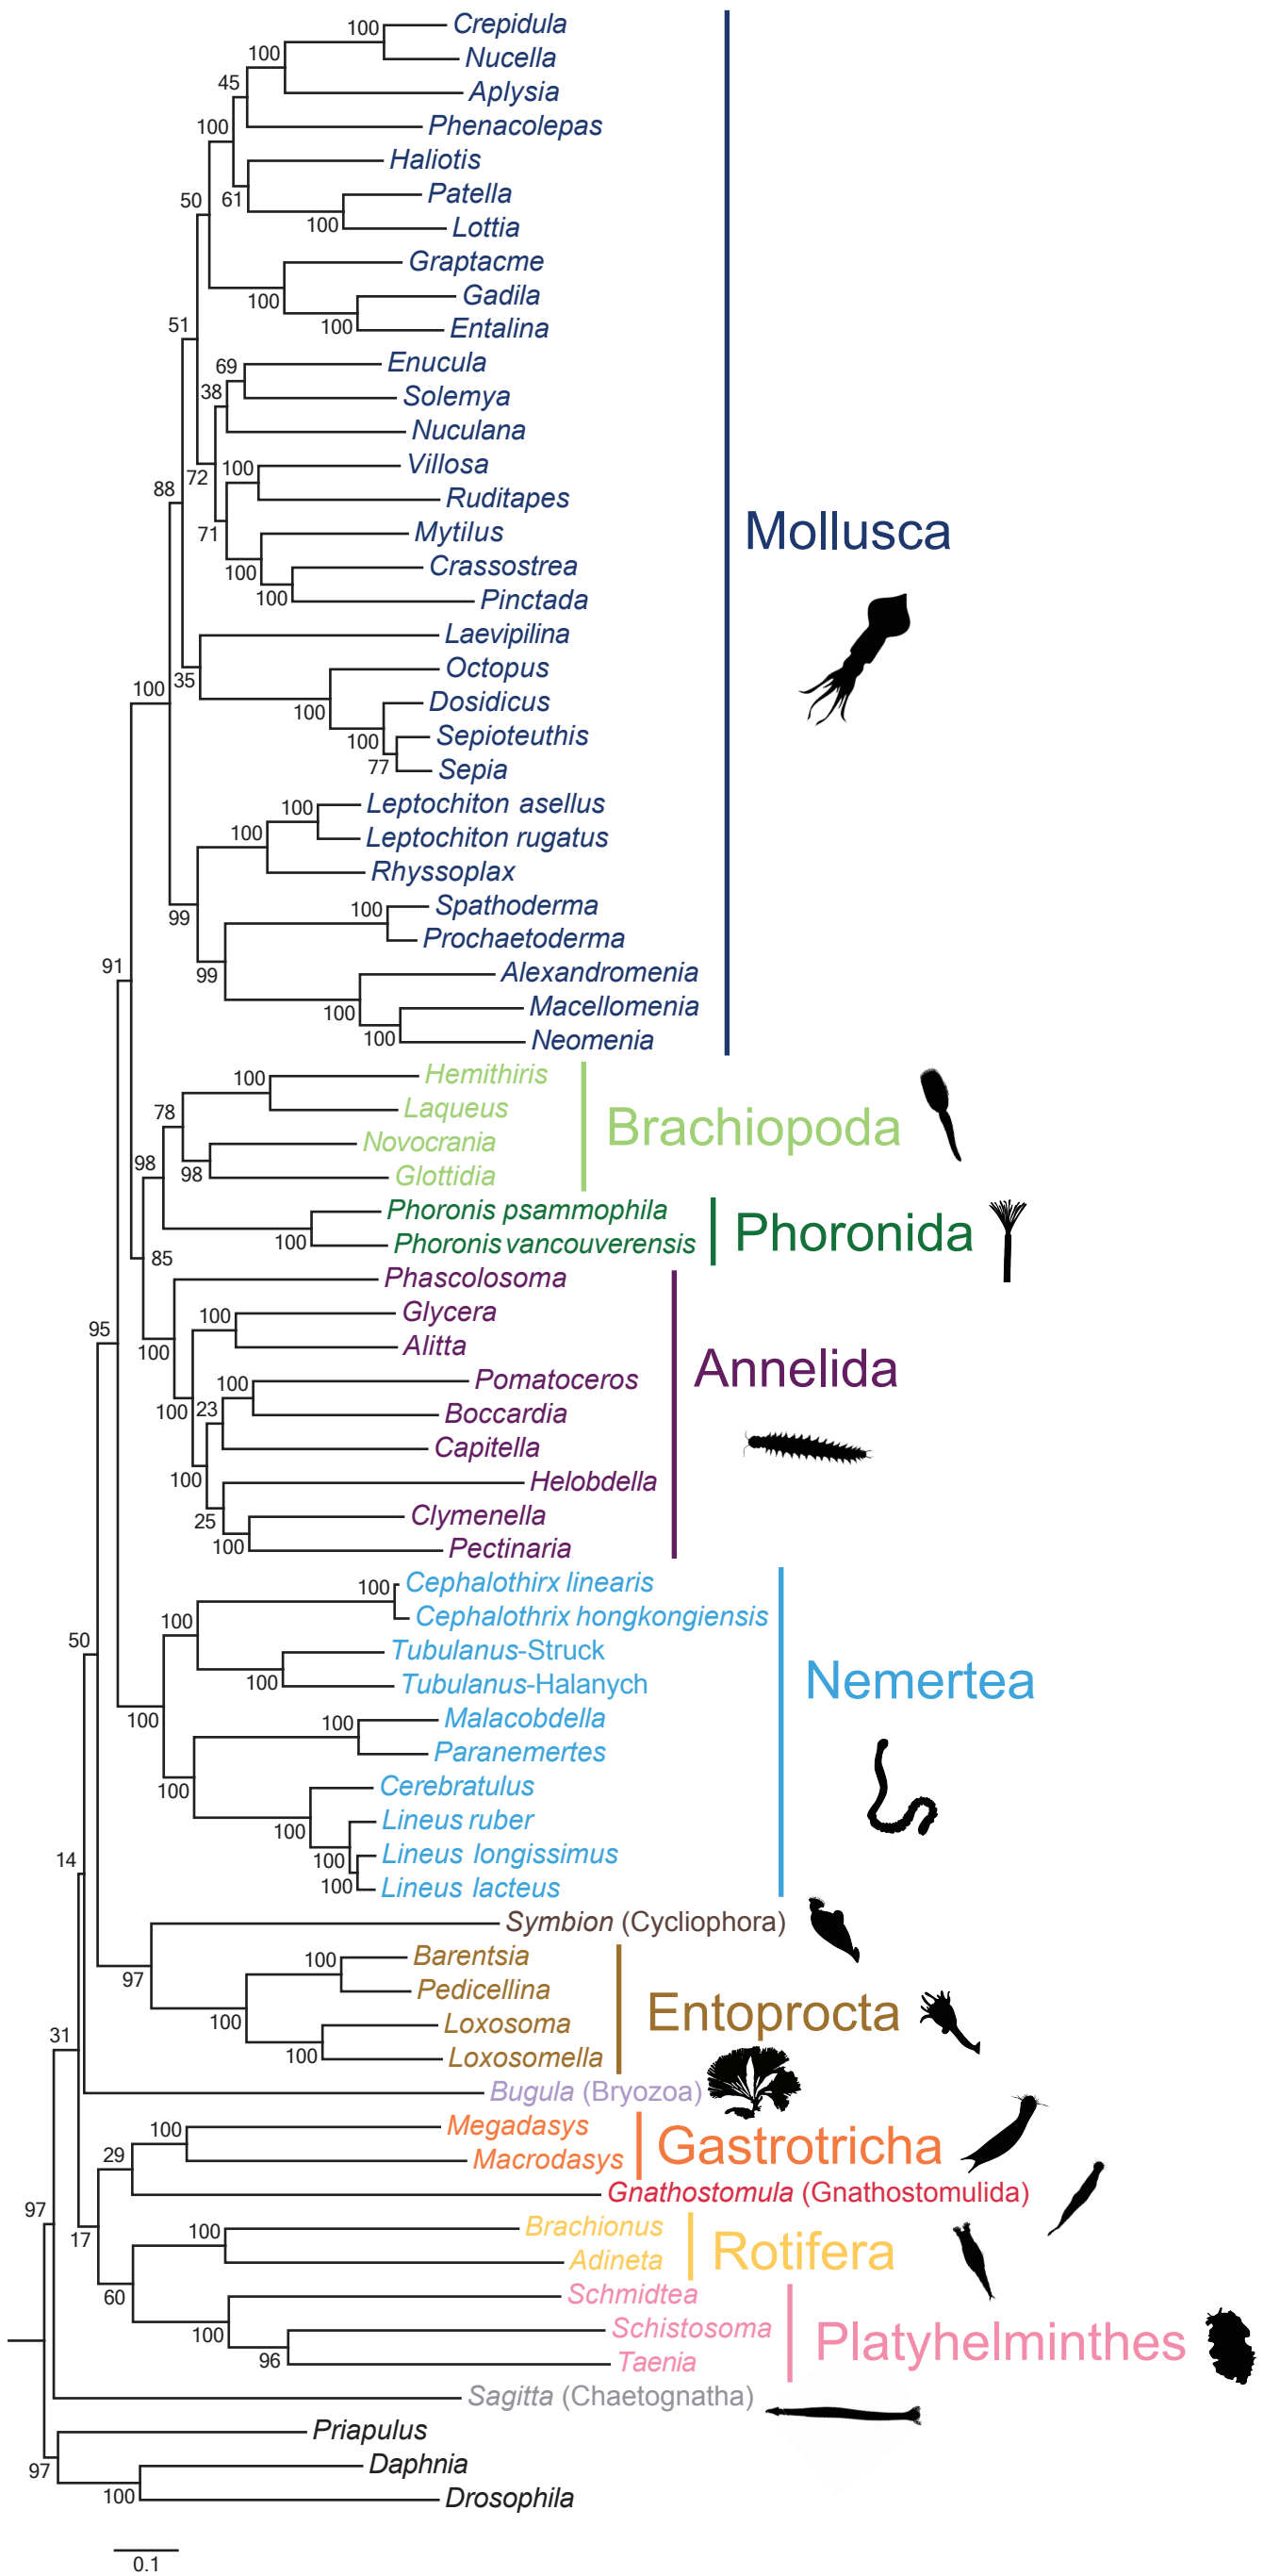 100 Crepidula
100 Nucella
45 Aplysia
100 Phenacolepas
Haliotis
50 61 Patella
100 Lottia
Graptacme
100 Gadila
51 100 Entalina
69 Enucula
38 Solemya
Nuculana
88 72 100 Villosa
Ruditapes
71 Mytilus
Mollusca
100 Crassostrea
100 Pinctada
Laevipilina
100 35 Octopus
100 Dosidicus
100 Sepioteuthis
77 Sepia
100 Leptochiton asellus
100 Leptochiton rugatus
Rhyssoplax
99 100 Spathoderma
Prochaetoderma
91 99 Alexandromenia
100 Macellomenia
100 Neomenia
100 Hemithiris
78 Laqueus
Brachiopoda
98 Novocrania
98 Glottidia
Phoronis psammophila
Phoronida
100 Phoronis vancouverensis
85 Phascolosoma
95 100 Glycera
100 Alitta
Annelida
100 Pomatoceros
100 23 Boccardia
Capitella
100 Helobdella
25 Clymenella
100 Pectinaria
100 Cephalothirx linearis
100 Cephalothrix hongkongiensis
50 Tubulanus-Struck
100 Tubulanus-Halanych
Nemertea
100 100 Malacobdella
Paranemertes
100 Cerebratulus
100 Lineus ruber
14 100 Lineus longissimus
100 Lineus lacteus
Symbion (Cycliophora)
97 100 Barentsia
Pedicellina
Entoprocta
100 Loxosoma
31 100 Loxosomella
Bugula (Bryozoa)
100 Megadasys
29 Macrodasys
Gastrotricha
Gnathostomula (Gnathostomulida)
97 17 100 Brachionus
Adineta
Rotifera
60 Schmidtea
100 Schistosoma
96 Taenia
Platyhelminthes
Sagitta (Chaetognatha)
Priapulus
97 Daphnia
100 Drosophila
0.1